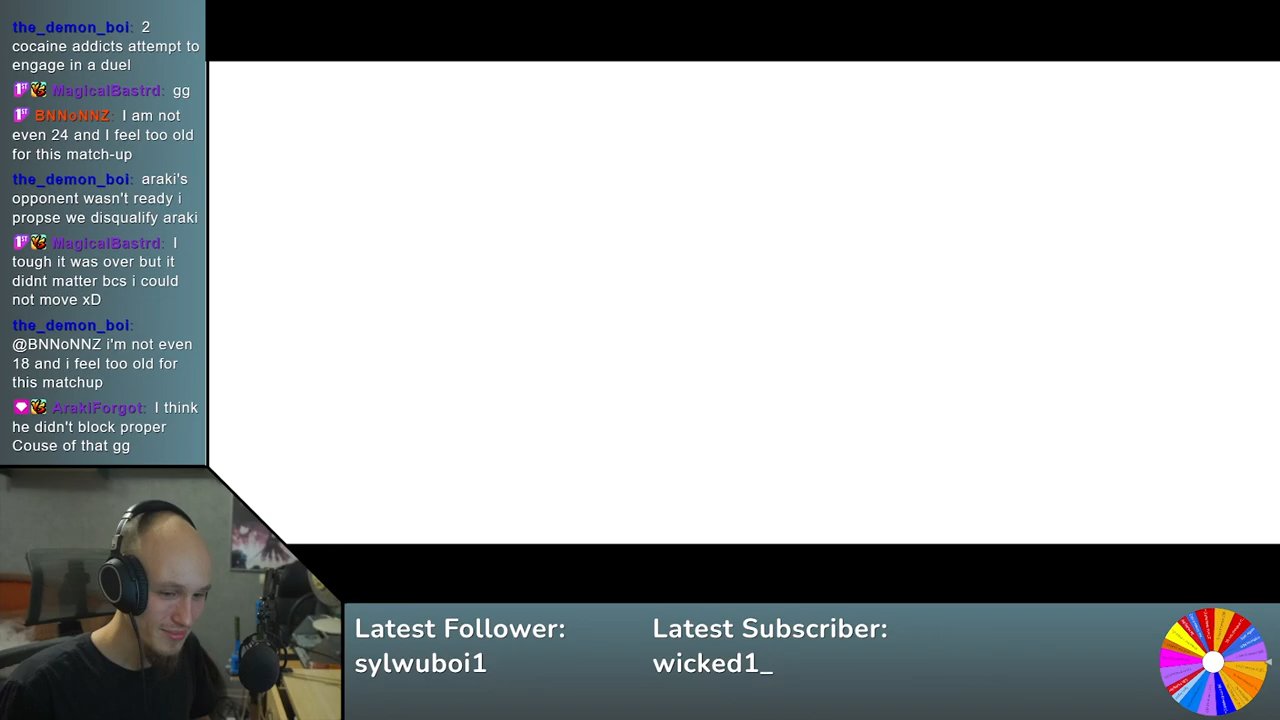 the_demon_boi: 2
cocaine addicts attempt to
engage in a duel
1ST MagicalBastrd: gg
1ST BNNoNNZ: I am not
even 24 and I feel too old
for this match-up
the_demon_boi: araki's
opponent wasn't ready i
propse we disqualify araki
1ST MagicalBastrd: I
tough it was over but it
didnt matter bcs i could
not move xD
the_demon_boi:
@BNNoNNZ i'm not even
18 and i feel too old for
this matchup
ArakiForgot: I think
he didn't block proper
Couse of that gg
Latest Follower:
sylwuboi1
Latest Subscriber:
wicked1_